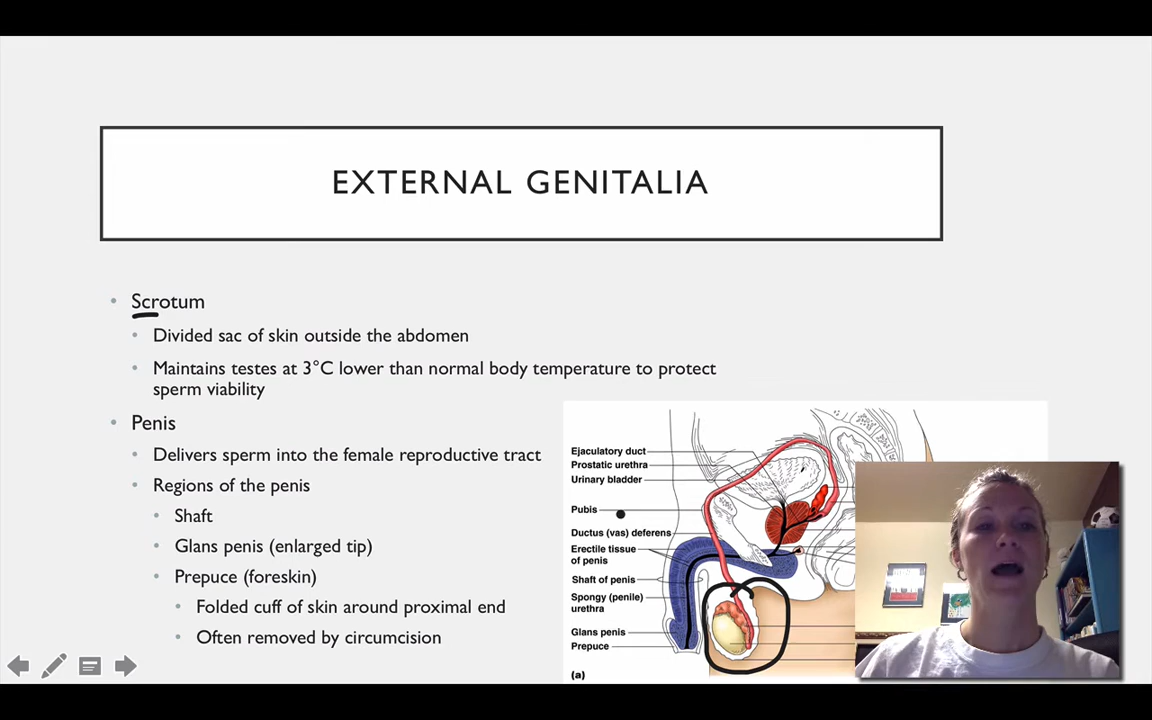 EXTERNAL GENITALIA
• Scrotum
• Divided sac of skin outside the abdomen
• Maintains testes at 3°C lower than normal body temperature to protect
sperm viability
• Penis
• Delivers sperm into the female reproductive tract
• Regions of the penis
• Shaft
• Glans penis (enlarged tip)
• Prepuce (foreskin)
• Folded cuff of skin around proximal end
• Often removed by circumcision
Ejaculatory duct
Prostatic urethra
Urinary bladder
Pubis
Ductus (vas) deferens
Erectile tissue
of penis
Shaft of penis
Spongy (penile)
urethra
Glans penis
Prepuce
(a)